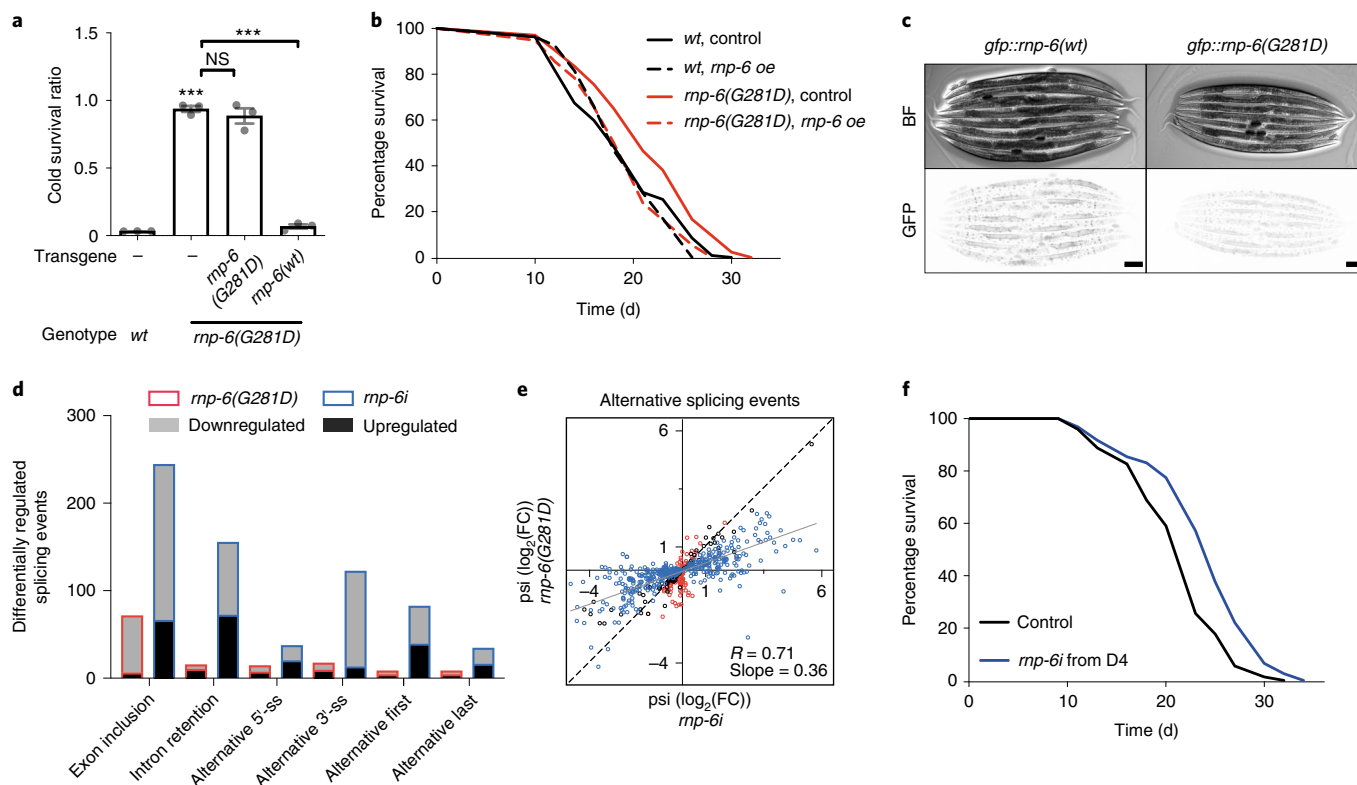 a
Cold survival ratio
1.5
1.0
0.5
0
***
NS
***
Transgene
–
–
rnp-6
(G281D)
rnp-6(wt)
Genotype
wt
rnp-6(G281D)
b
Percentage survival
100
80
60
40
20
0
0
10
20
30
Time (d)
wt, control
wt, rnp-6 oe
rnp-6(G281D), control
rnp-6(G281D), rnp-6 oe
c
gfp::rnp-6(wt)
gfp::rnp-6(G281D)
BF
GFP
d
rnp-6(G281D)
rnp-6i
Downregulated
Upregulated
Differentially regulated
splicing events
300
200
100
0
Exon inclusion
Intron retention
Alternative 5'-ss
Alternative 3'-ss
Alternative first
Alternative last
e
Alternative splicing events
psi (log2(FC))
rnp-6(G281D)
6
1
–4
–4
1
6
R = 0.71
Slope = 0.36
psi (log2(FC))
rnp-6i
f
Percentage survival
100
80
60
40
20
0
0
10
20
30
Time (d)
Control
rnp-6i from D4